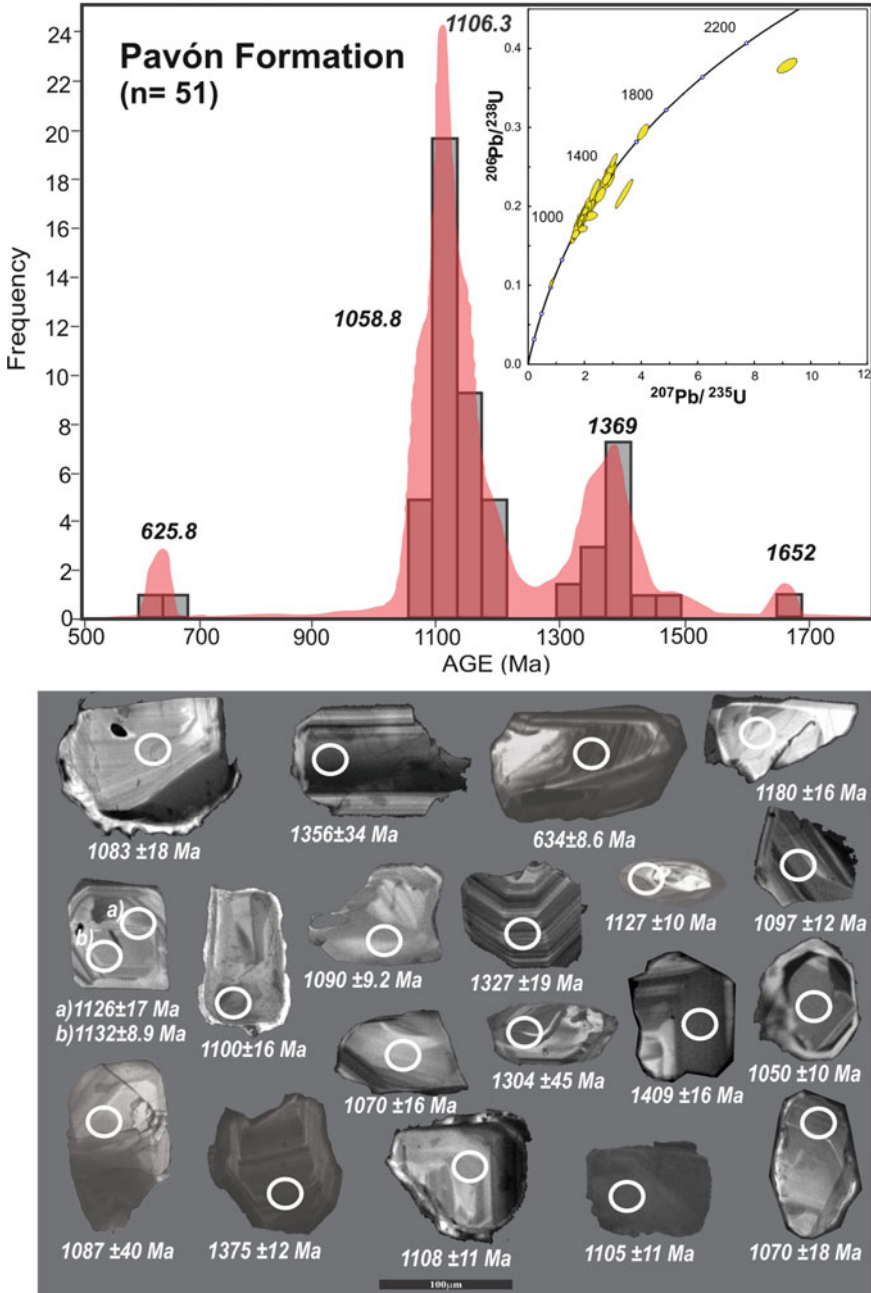 24
22
20
18
16
14
12
10
8
6
4
2
0
Frequency
Pavón Formation
(n= 51)
1106.3
1058.8
625.8
1369
1652
500
700
900
1100
1300
1500
1700
AGE (Ma)
0.4
0.3
0.2
0.1
0.0
206Pb/238U
2200
1800
1400
1000
0
2
4
6
8
10
12
207Pb/ 235U
1083 ±18 Ma
1356±34 Ma
634±8.6 Ma
1180 ±16 Ma
a)
b)
a)1126±17 Ma
b)1132±8.9 Ma
1100±16 Ma
1090 ±9.2 Ma
1327 ±19 Ma
1127 ±10 Ma
1097 ±12 Ma
1070 ±16 Ma
1304 ±45 Ma
1409 ±16 Ma
1050 ±10 Ma
1087 ±40 Ma
1375 ±12 Ma
1108 ±11 Ma
1105 ±11 Ma
1070 ±18 Ma
100µm